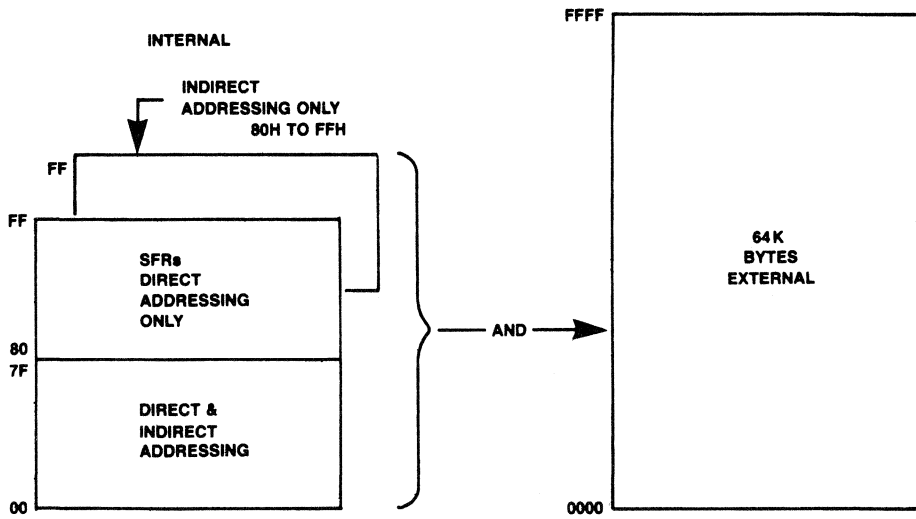 INTERNAL
INDIRECT
ADDRESSING ONLY
80H TO FFH
FF
FF
SFRs
DIRECT
ADDRESSING
ONLY
80
7F
DIRECT &
INDIRECT
ADDRESSING
00
AND
FFFF
64K
BYTES
EXTERNAL
0000